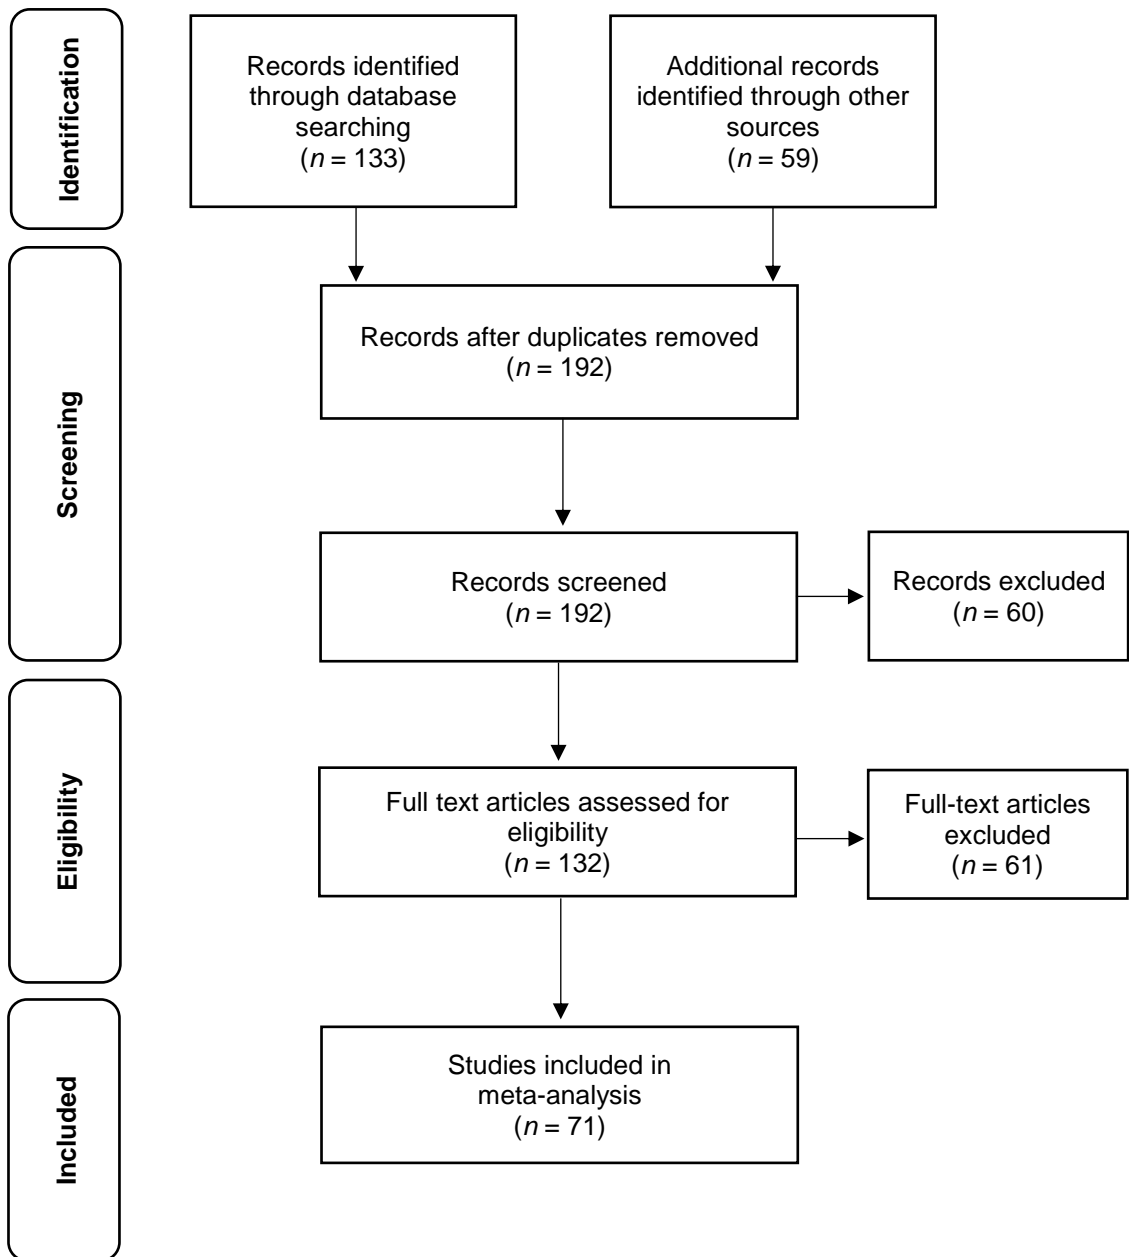 Identification
Records identified
through database
searching
(n = 133)
Additional records
identified through other
sources
(n = 59)
Screening
Records after duplicates removed
(n = 192)
Records screened
(n = 192)
Records excluded
(n = 60)
Eligibility
Full text articles assessed for
eligibility
(n = 132)
Full-text articles
excluded
(n = 61)
Included
Studies included in
meta-analysis
(n = 71)